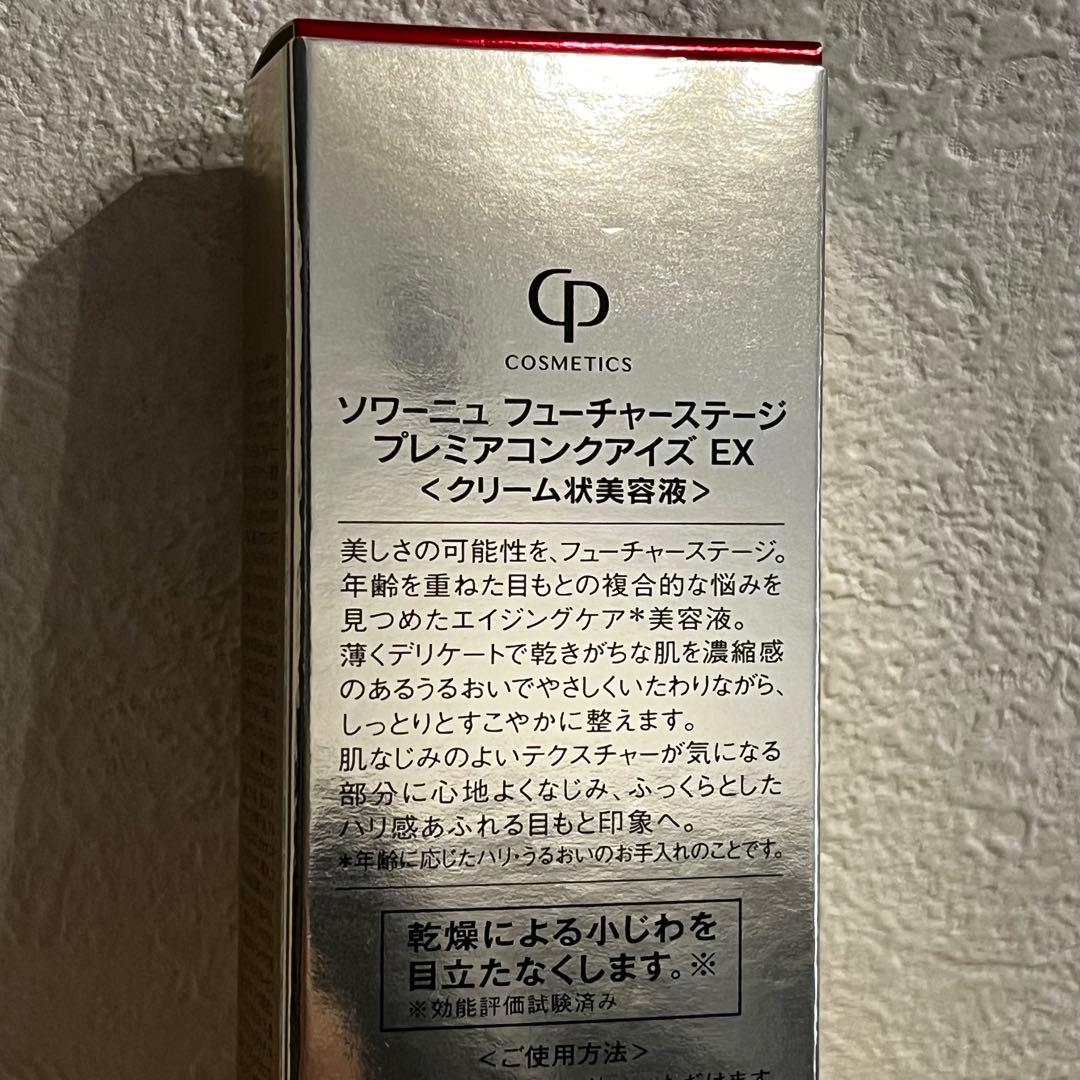 CP
COSMETICS
ソワーニュ フューチャーステージ
プレミアコンクアイズ EX
<クリーム状美容液>
美しさの可能性を、フューチャーステージ。
年齢を重ねた目もとの複合的な悩みを
見つめたエイジングケア*美容液。
薄くデリケートで乾きがちな肌を濃縮感
のあるうるおいでやさしくいたわりながら、
しっとりとすこやかに整えます。
肌なじみのよいテクスチャーが気になる
部分に心地よくなじみ、ふっくらとした
ハリ感あふれる目もと印象へ。
*年齢に応じたハリ・うるおいのお手入れのことです。
乾燥による小じわを
目立たなくします。※
※効能評価試験済み
<ご使用方法>